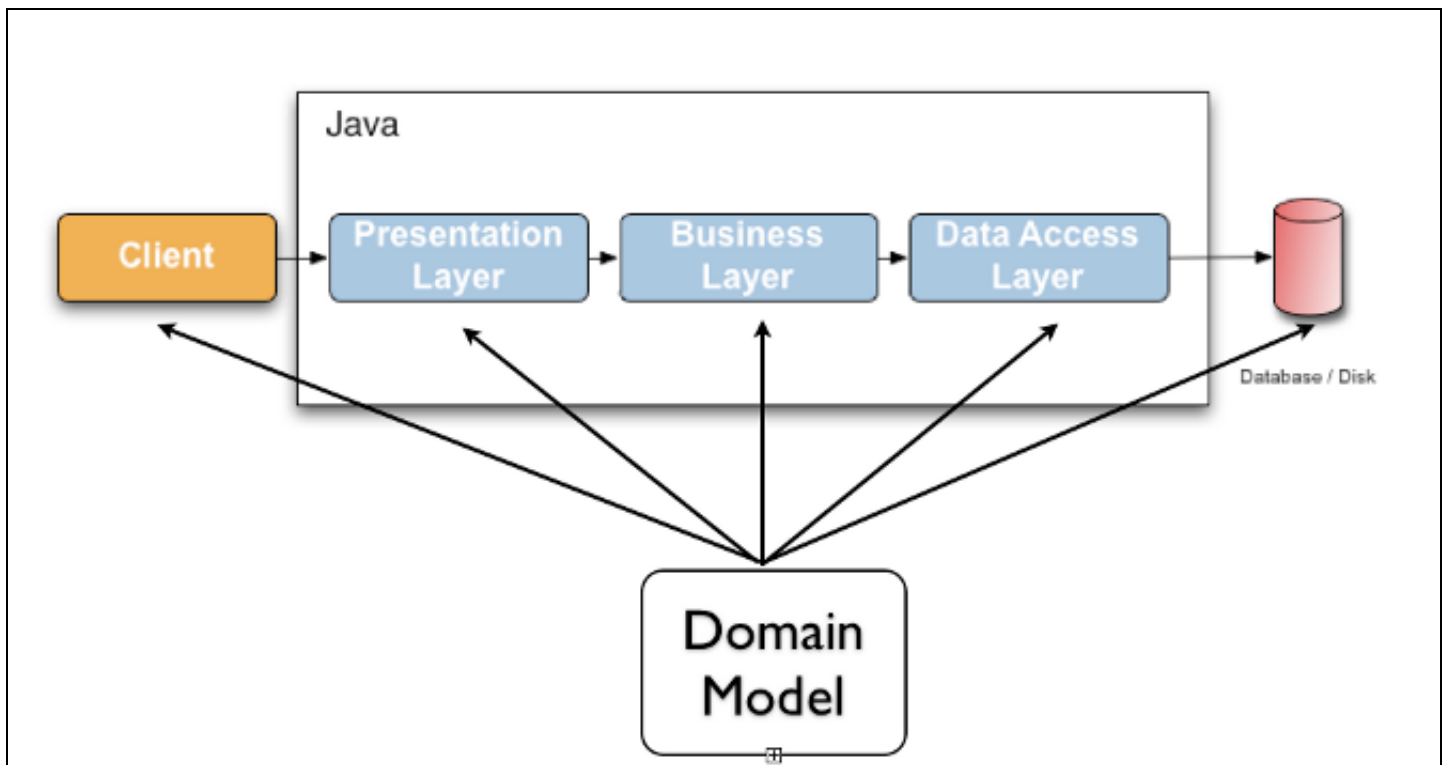 Java
Client
Presentation
Layer
Business
Layer
Data Access
Layer
Database / Disk
Domain
Model